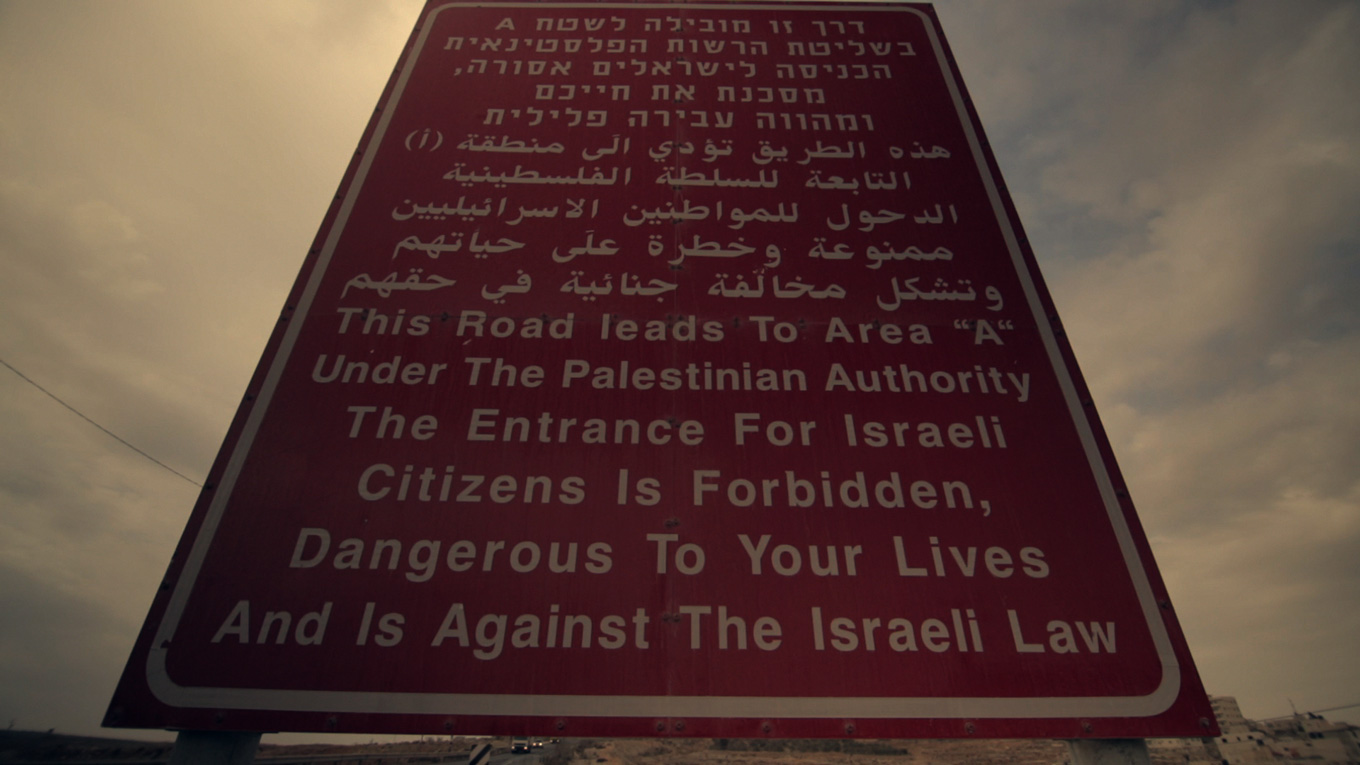 דרך זו מובילה לשטח A
בשליטת הרשות הפלסטינאית
הכניסה לישראלים אסורה,
מסכנת את חייכם
ומהווה עבירה פלילית
هذه الطريق تؤدي الى منطقة (أ)
التابعة للسلطة الفلسطينية
الدحول للمواطنين الاسرائيليين
ممنوعة وخطرة على حياتهم
وتشكل مخالفة جنائية في حقهم
This Road leads To Area “A“
Under The Palestinian Authority
The Entrance For Israeli
Citizens Is Forbidden,
Dangerous To Your Lives
And Is Against The Israeli Law